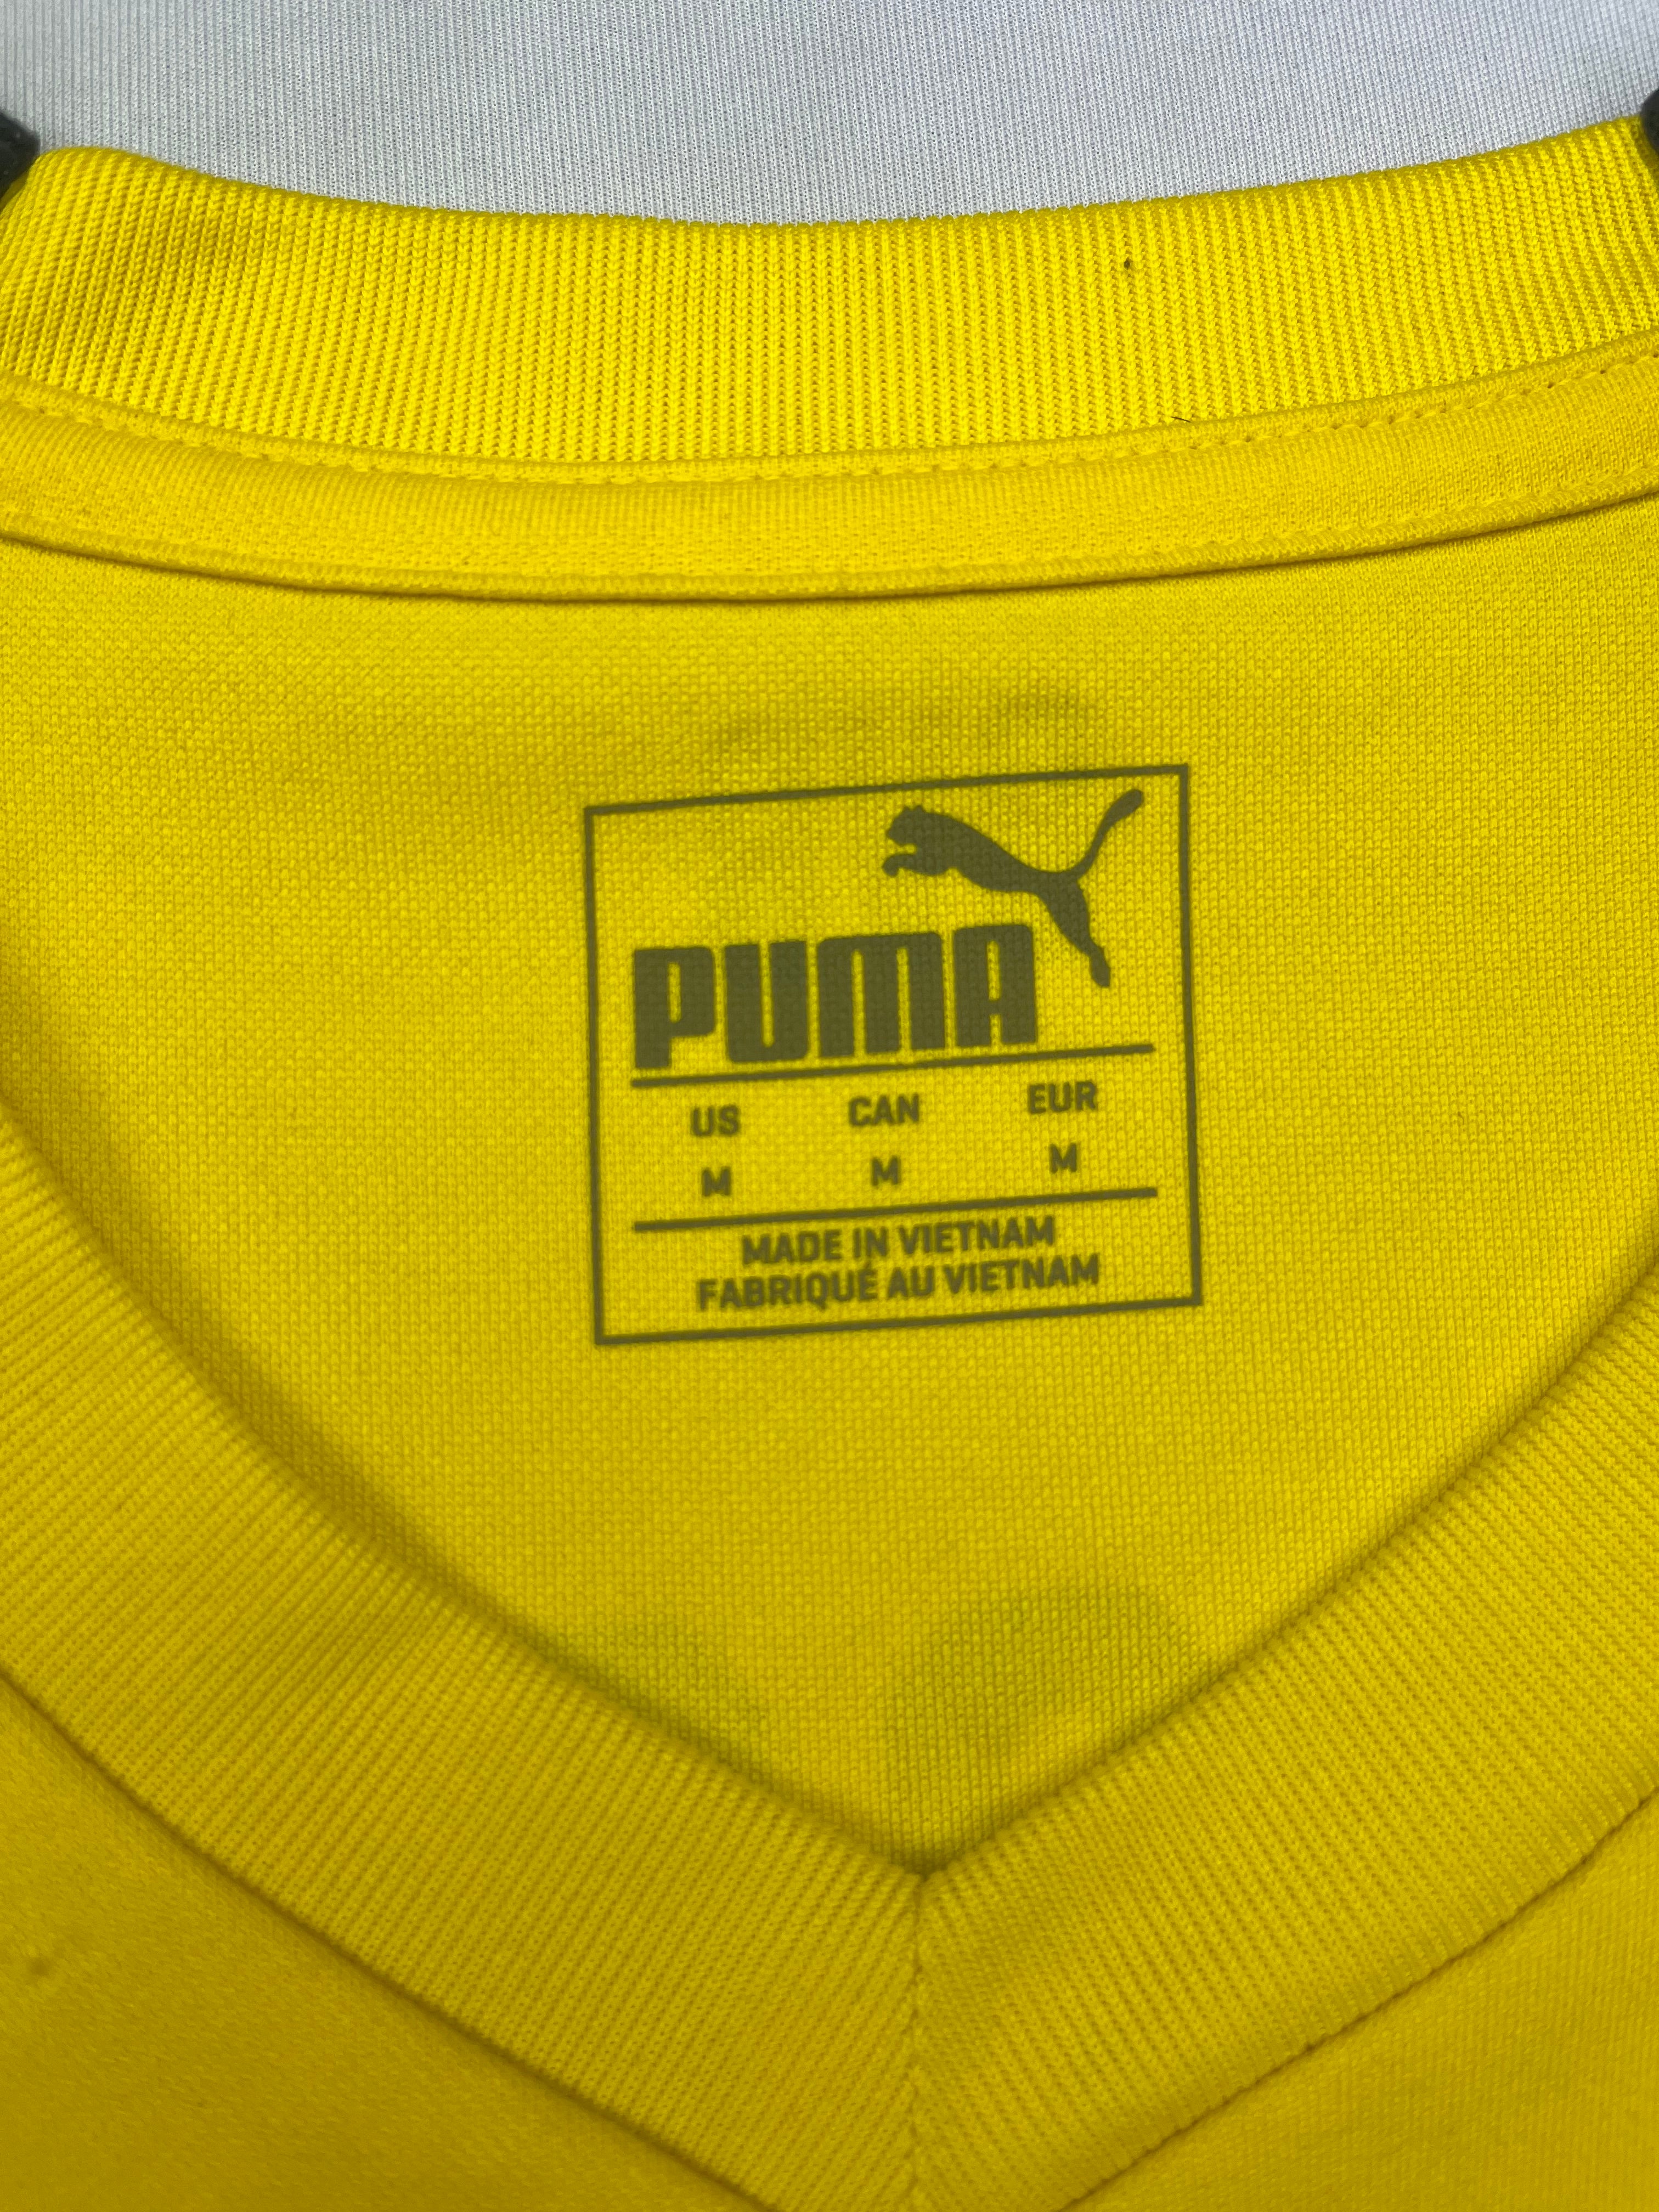 PUMA
US CAN EUR
M M M
MADE IN VIETNAM
FABRIQUÉ AU VIETNAM